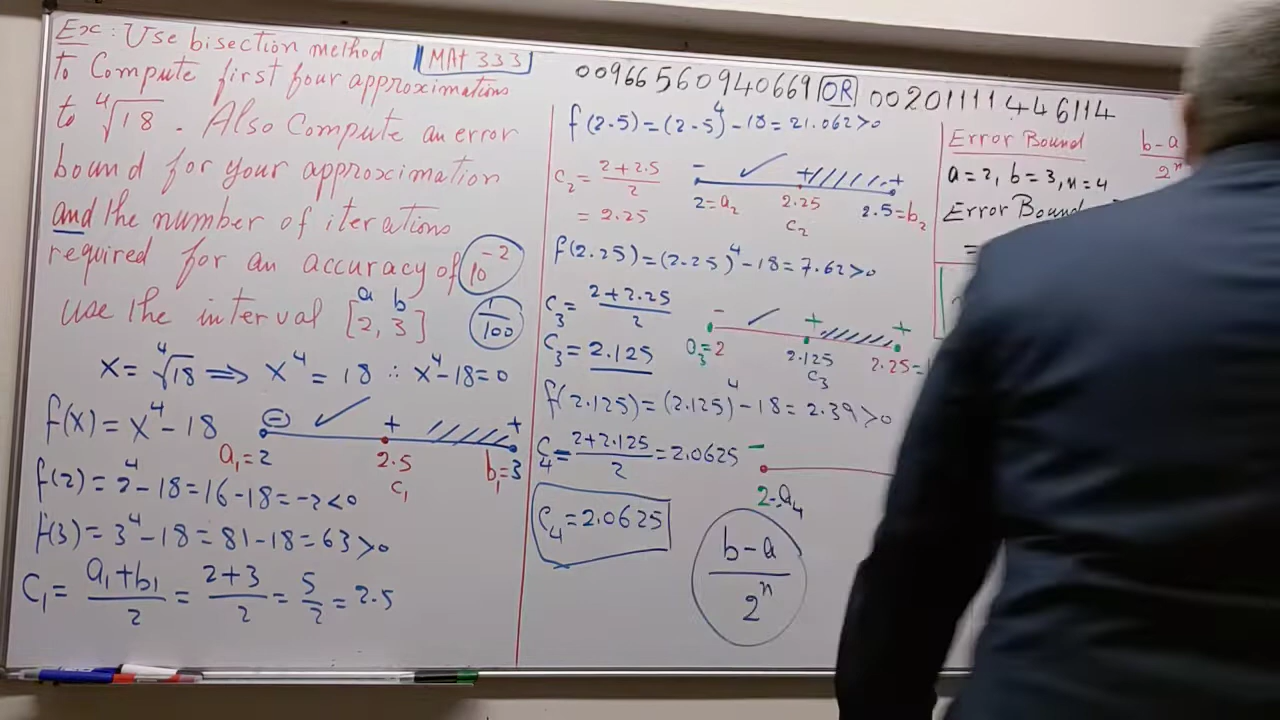 Ex: Use bisection method MAt 333
to Compute first four approximations
to ∜18 . Also Compute an error
bound for your approximation
and the number of iterations
required for an accuracy of 10⁻²
a b
use the interval [2, 3] 1/100
x = ∜18 ⟹ x⁴ = 18 ∴ x⁴-18=0
f(x) = x⁴ - 18
⊖ + +
a₁=2 2.5 b₁=3
c₁
f(2) = 2⁴-18 = 16-18 = -2<0
f(3) = 3⁴-18 = 81-18 = 63>0
C₁ = (a₁+b₁)/2 = (2+3)/2 = 5/2 = 2.5
00966560940669 OR 00201111446114
f(2.5) = (2.5)⁴ - 18 = 21.062>0
C₂ = (2+2.5)/2
= 2.25
- + +
2=a₂ 2.25 2.5=b₂
C₂
f(2.25) = (2.25)⁴-18 = 7.62>0
C₃ = (2+2.25)/2
C₃ = 2.125
- + +
a₃=2 2.125 2.25=
C₃
f(2.125) = (2.125)⁴-18 = 2.39>0
C₄ = (2+2.125)/2 = 2.0625
-
2=a₄
C₄ = 2.0625
(b-a)/2ⁿ
Error Bound (b-a)/2ⁿ
a=2, b=3, n=4
Error Bound
=